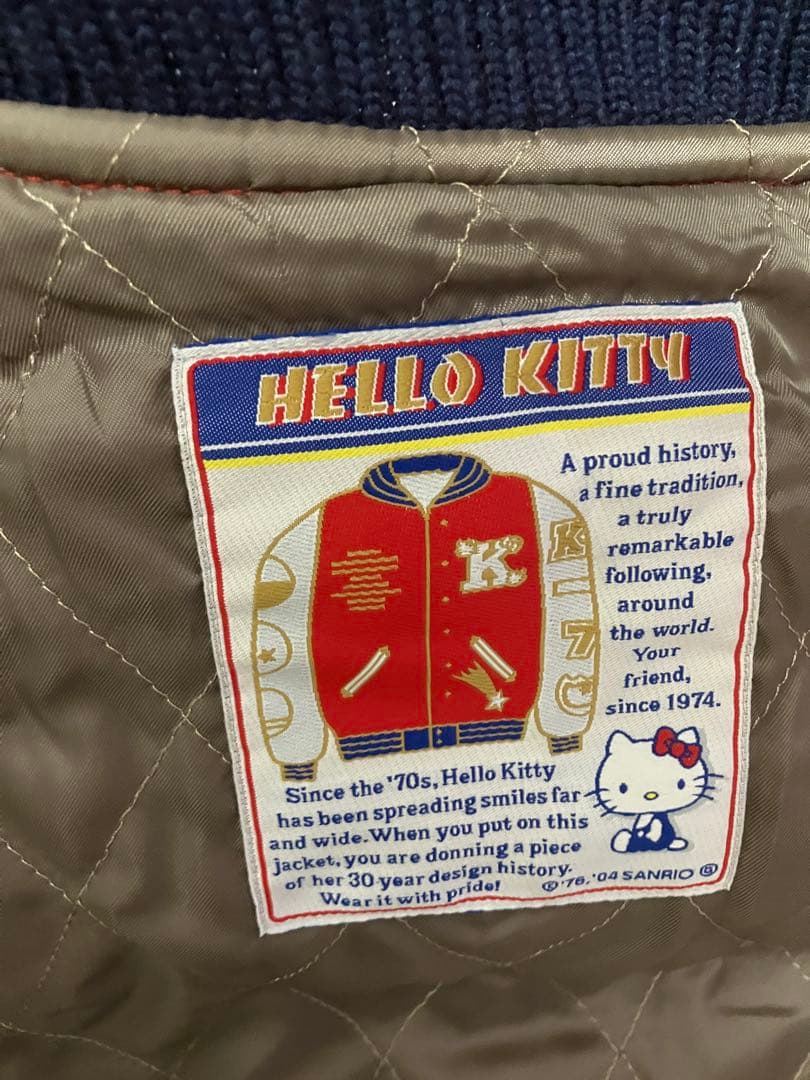 HELLO KITTY
A proud history,
a fine tradition,
a truly
remarkable
following,
around
the world.
Your
friend,
since 1974.
K
K
7
Since the '70s, Hello Kitty
has been spreading smiles far
and wide. When you put on this
jacket, you are donning a piece
of her 30 year design history.
Wear it with pride!
©'76,'04 SANRIO ®